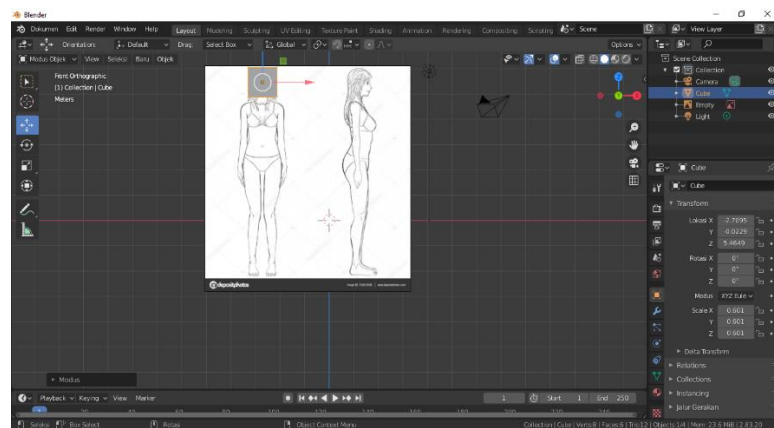 Blender
Dokumen Edit Render Window Help Layout Modeling Sculpting UV Editing Texture Paint Shading Animation Rendering Compositing Scripting Scene View Layer
Orientation: Default Drag: Select Box Global Options
Modus Objek View Seleksi Baru Objek
Front Orthographic
(1) Collection | Cube
Meters
Scene Collection
Collection
Camera
Cube
Empty
Light
Cube
Cube
Transform
Lokasi X -2.7895
Y -0.0229
Z 5.4649
Rotasi X 0°
Y 0°
Z 0°
Modus XYZ Eule
Scale X 0.601
Y 0.601
Z 0.601
Delta Transform
Relations
Collections
Instancing
Jalur Gerakan
depositphotos
Modus
Playback Keying View Marker 1 Start 1 End 250
Seleksi Box Select Rotasi Object Context Menu Collection | Cube | Verts:8 | Faces:6 | Tris:12 | Objects:1/4 | Mem: 23.6 MiB | 2.83.20